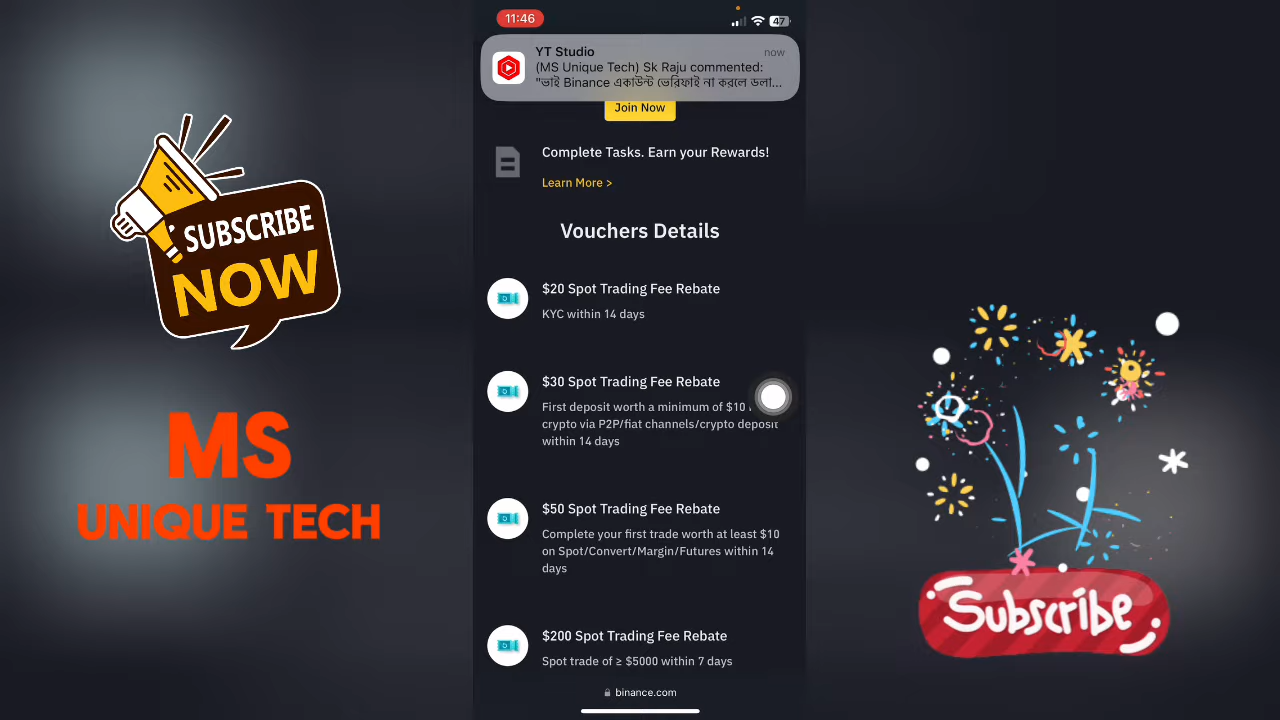 11:46
47
YT Studio
now
(MS Unique Tech) Sk Raju commented:
"ভাই Binance একাউন্ট ভেরিফাই না করলে ডলা...
Join Now
Complete Tasks. Earn your Rewards!
Learn More >
Vouchers Details
$20 Spot Trading Fee Rebate
KYC within 14 days
$30 Spot Trading Fee Rebate
First deposit worth a minimum of $10
crypto via P2P/fiat channels/crypto deposit
within 14 days
$50 Spot Trading Fee Rebate
Complete your first trade worth at least $10
on Spot/Convert/Margin/Futures within 14
days
$200 Spot Trading Fee Rebate
Spot trade of ≥ $5000 within 7 days
binance.com
SUBSCRIBE
NOW
MS
UNIQUE TECH
Subscribe